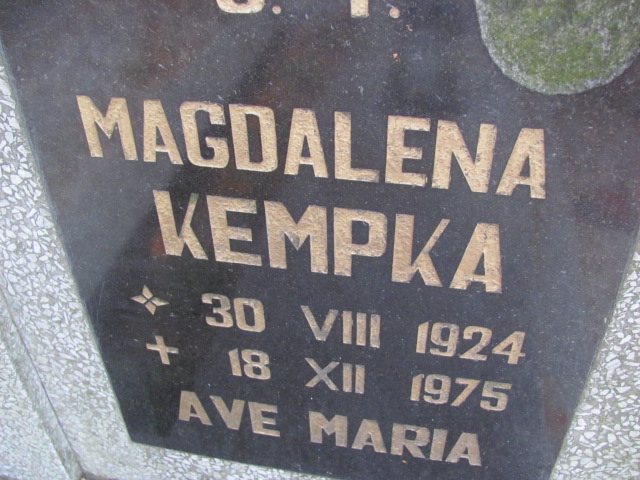 MAGDALENA
KEMPKA
30 VIII 1924
+ 18 XII 1975
AVE MARIA